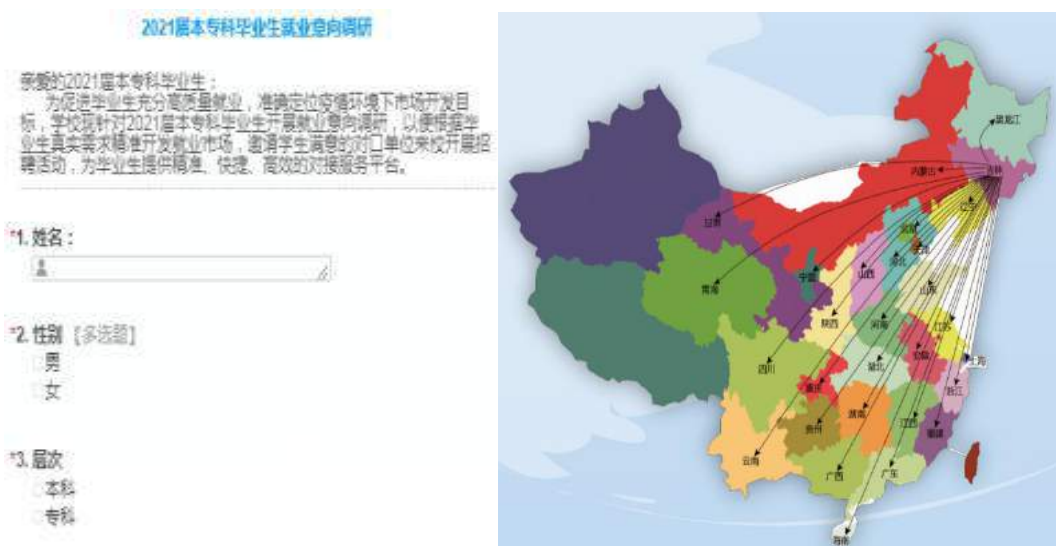 2021届本专科毕业生就业意向调研
亲爱的2021届本专科毕业生：
为促进毕业生充分高质量就业，准确定位疫情环境下市场开发目
标，学校现针对2021届本专科毕业生开展就业意向调研，以便根据毕
业生真实需求精准开发就业市场，邀请学生满意的对口单位来校开展招
聘活动，为毕业生提供精准、快捷、高效的对接服务平台。
*1. 姓名：
*2. 性别 [多选题]
男
女
*3. 层次
本科
专科
黑龙江
内蒙古
吉林
辽宁
甘肃
北京
天津
宁夏
山西
河北
青海
山东
陕西
河南
江苏
安徽
上海
四川
湖北
重庆
浙江
湖南
贵州
江西
福建
云南
广西
广东
海南